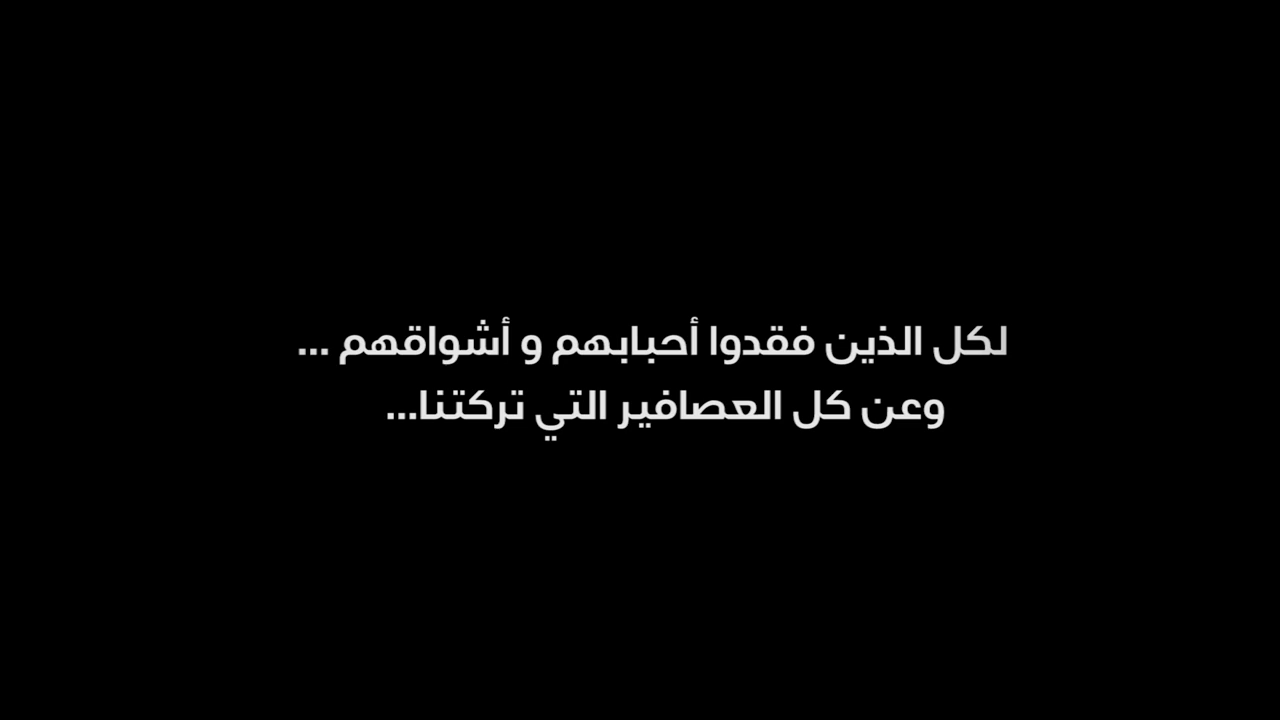 لكل الذين فقدوا أحبابهم و أشواقهم ...
وعن كل العصافير التي تركتنا...